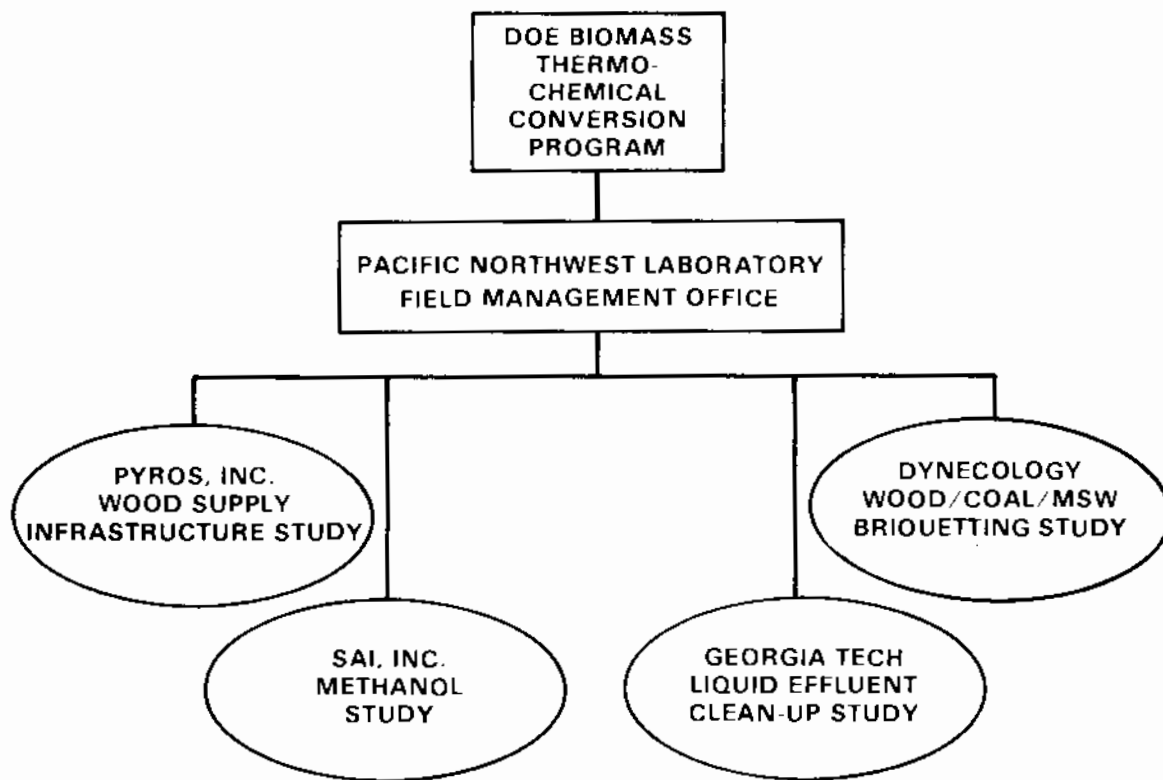 DOE BIOMASS
THERMO-
CHEMICAL
CONVERSION
PROGRAM
PACIFIC NORTHWEST LABORATORY
FIELD MANAGEMENT OFFICE
PYROS, INC.
WOOD SUPPLY
INFRASTRUCTURE STUDY
SAI, INC.
METHANOL
STUDY
GEORGIA TECH
LIQUID EFFLUENT
CLEAN-UP STUDY
DYNECOLOGY
WOOD/COAL/MSW
BRIOUETTING STUDY